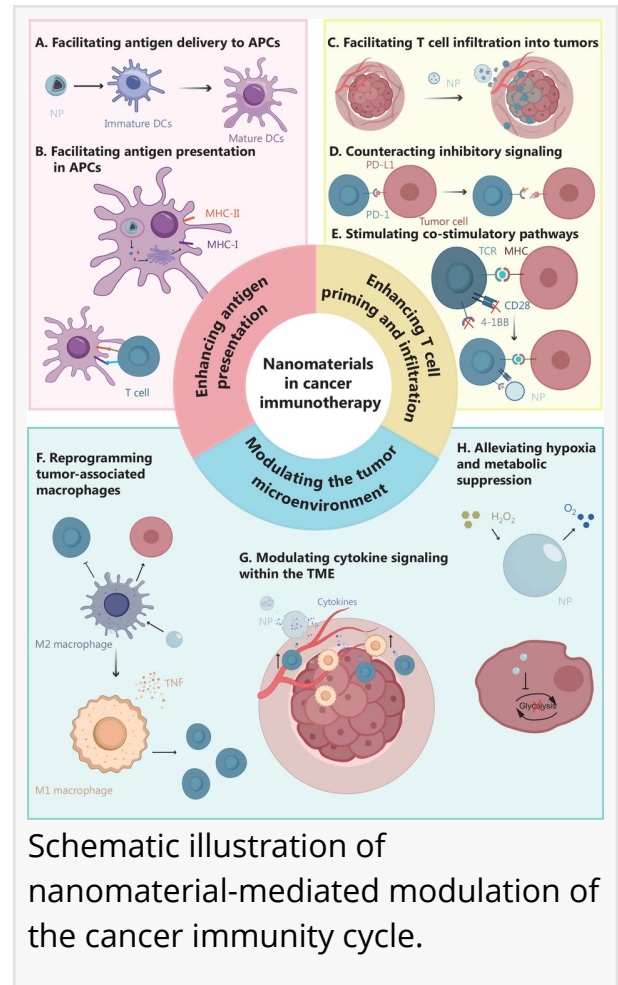 A. Facilitating antigen delivery to APCs
NP
Immature DCs
Mature DCs
B. Facilitating antigen presentation
in APCs
MHC-II
MHC-I
T cell
C. Facilitating T cell infiltration into tumors
NP
D. Counteracting inhibitory signaling
PD-L1
PD-1
Tumor cell
E. Stimulating co-stimulatory pathways
TCR MHC
CD28
4-1BB
NP
Enhancing antigen
presentation
Enhancing T cell
priming and infiltration
Nanomaterials
in cancer
immunotherapy
Modulating the tumor
microenvironment
F. Reprogramming
tumor-associated
macrophages
M2 macrophage
TNF
M1 macrophage
G. Modulating cytokine signaling
within the TME
NP
Cytokines
H. Alleviating hypoxia
and metabolic
suppression
H₂O₂
O₂
NP
Glycolysis
Schematic illustration of
nanomaterial-mediated modulation of
the cancer immunity cycle.